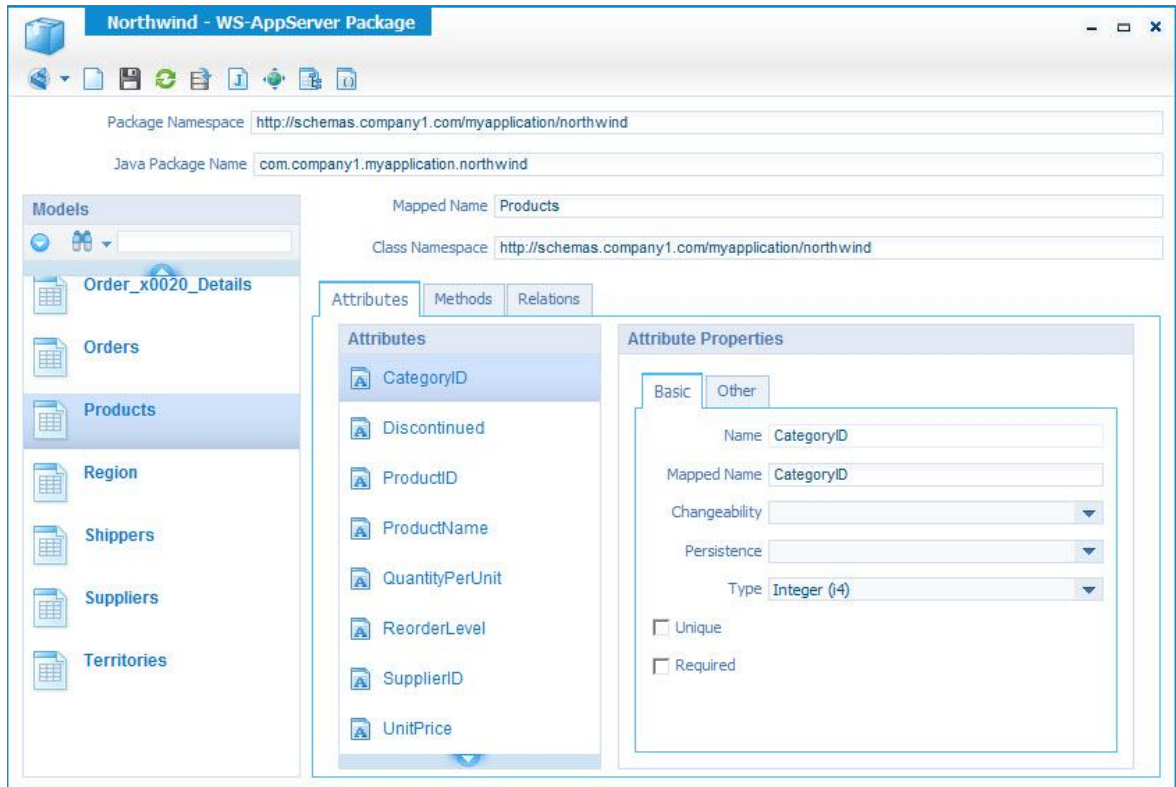 Northwind - WS-AppServer Package
Package Namespace http://schemas.company1.com/myapplication/northwind
Java Package Name com.company1.myapplication.northwind
Models
Order_x0020_Details
Orders
Products
Region
Shippers
Suppliers
Territories
Mapped Name Products
Class Namespace http://schemas.company1.com/myapplication/northwind
Attributes Methods Relations
Attributes
CategoryID
Discontinued
ProductID
ProductName
QuantityPerUnit
ReorderLevel
SupplierID
UnitPrice
Attribute Properties
Basic Other
Name CategoryID
Mapped Name CategoryID
Changeability
Persistence
Type Integer (i4)
Unique
Required